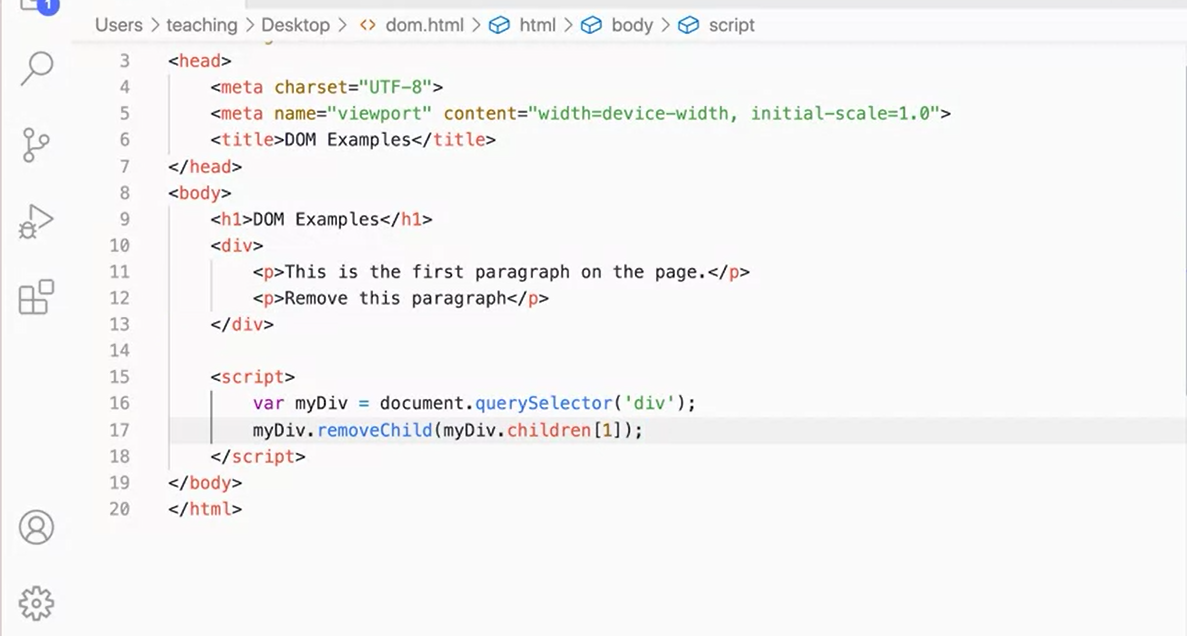 1
Users > teaching > Desktop > <> dom.html > html > body > script
3 <head>
4     <meta charset="UTF-8">
5     <meta name="viewport" content="width=device-width, initial-scale=1.0">
6     <title>DOM Examples</title>
7 </head>
8 <body>
9     <h1>DOM Examples</h1>
10     <div>
11         <p>This is the first paragraph on the page.</p>
12         <p>Remove this paragraph</p>
13     </div>
14
15     <script>
16         var myDiv = document.querySelector('div');
17         myDiv.removeChild(myDiv.children[1]);
18     </script>
19 </body>
20 </html>